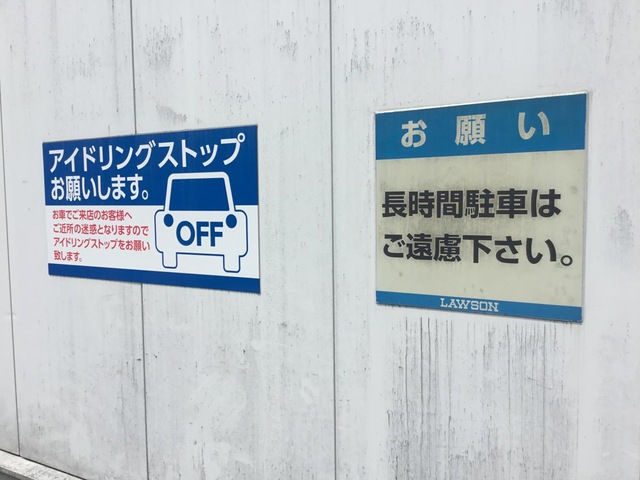 アイドリングストップ
お願いします。
お車でご来店のお客様へ
ご近所の迷惑となりますので
アイドリングストップをお願い
致します。
OFF
お願い
長時間駐車は
ご遠慮下さい。
LAWSON